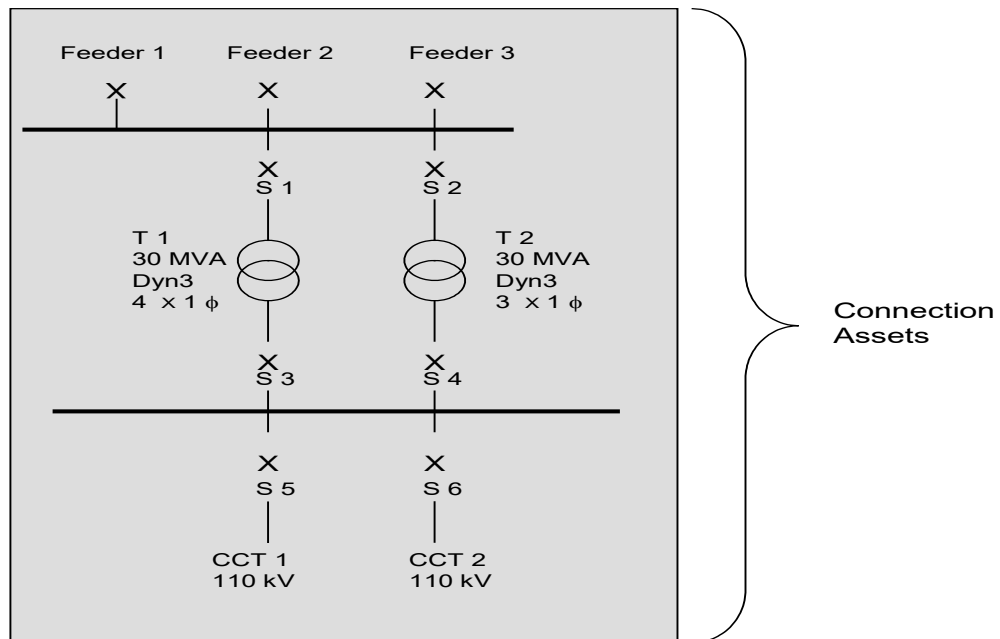 Feeder 1 Feeder 2 Feeder 3
X X X
X X
S 1 S 2
T 1
30 MVA
Dyn3
4 x 1 ϕ
T 2
30 MVA
Dyn3
3 x 1 ϕ
Connection
Assets
X X
S 3 S 4
X X
S 5 S 6
CCT 1
110 kV
CCT 2
110 kV